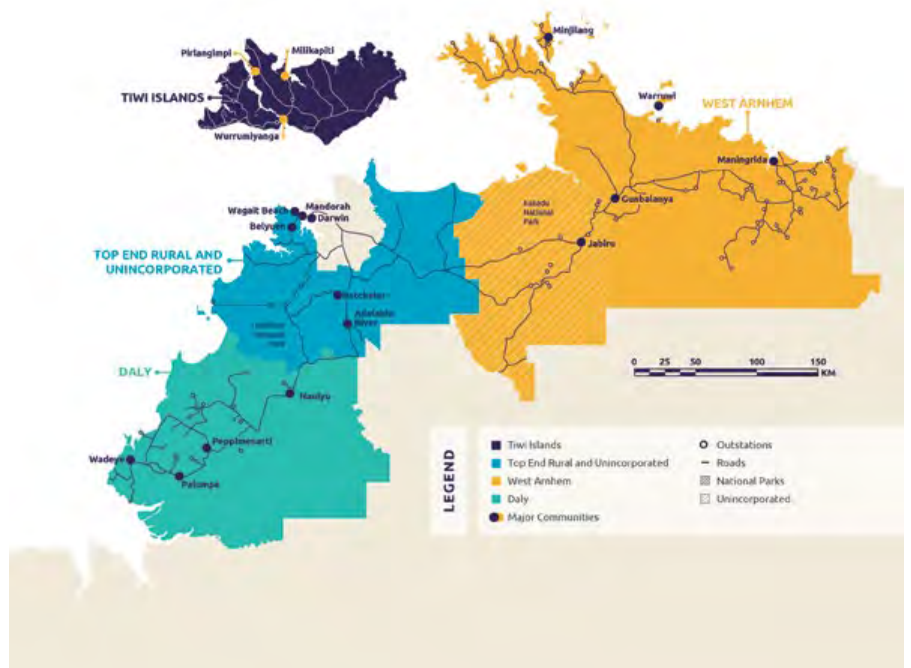 Minjilang
Pirlangimpi
Milikapiti
TIWI ISLANDS
Warruwi
WEST ARNHEM
Wurrumiyanga
Maningrida
Gunbalanya
Kakadu
National
Park
Mandorah
Wagait Beach
Darwin
Belyuen
Jabiru
TOP END RURAL AND
UNINCORPORATED
Batchelor
Adelaide
River
DALY
0 25 50 100 150
KM
Nauiyu
Peppimenarti
Wadeye
Palumpa
LEGEND
Tiwi Islands
Top End Rural and Unincorporated
West Arnhem
Daly
Major Communities
Outstations
Roads
National Parks
Unincorporated